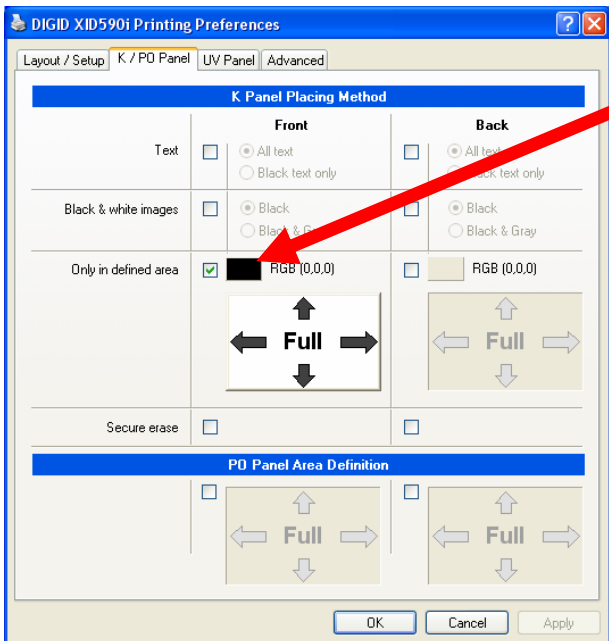 DIGID XID590i Printing Preferences
Layout / Setup K / PO Panel UV Panel Advanced
K Panel Placing Method
Front Back
Text All text All text
Black text only Black text only
Black & white images Black Black
Black & Gray Black & Gray
Only in defined area RGB (0,0,0) RGB (0,0,0)
Full Full
Secure erase
PO Panel Area Definition
Full Full
OK Cancel Apply